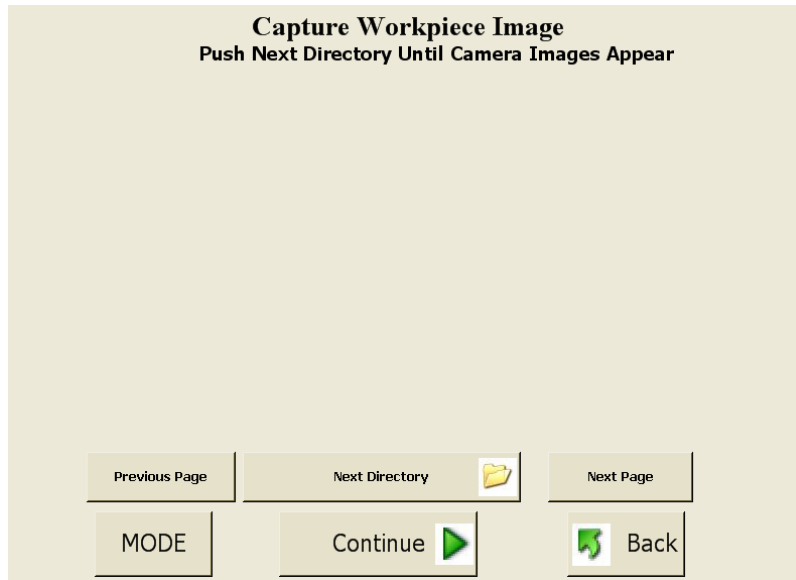 Capture Workpiece Image
Push Next Directory Until Camera Images Appear
Previous Page
Next Directory
Next Page
MODE
Continue
Back